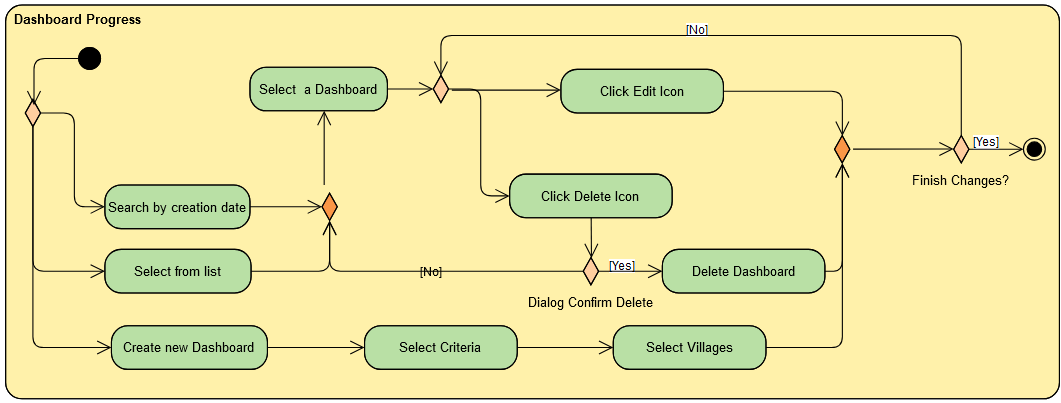 Dashboard Progress
[No]
Select  a Dashboard
Click Edit Icon
[Yes]
Finish Changes?
Search by creation date
Click Delete Icon
Select from list
[No]
[Yes]
Delete Dashboard
Dialog Confirm Delete
Create new Dashboard
Select Criteria
Select Villages